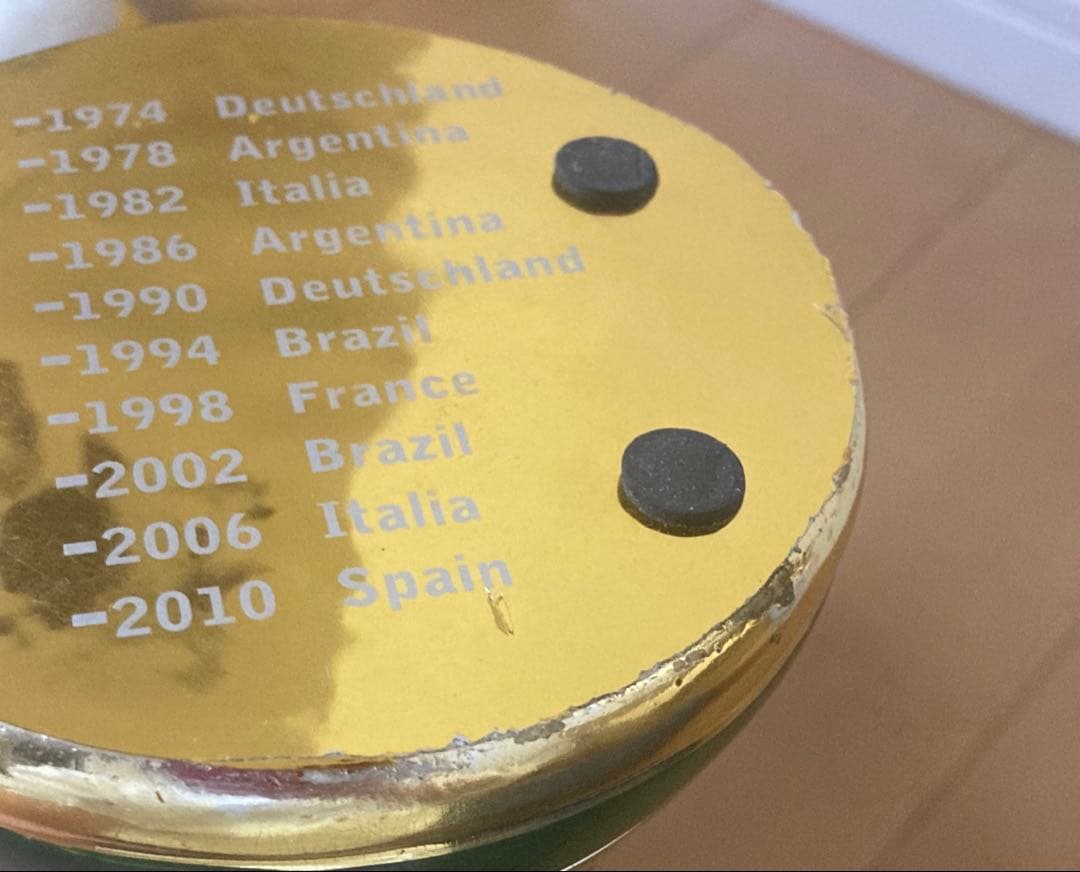 -1974 Deutschland
-1978 Argentina
-1982 Italia
-1986 Argentina
-1990 Deutschland
-1994 Brazil
-1998 France
-2002 Brazil
-2006 Italia
-2010 Spain